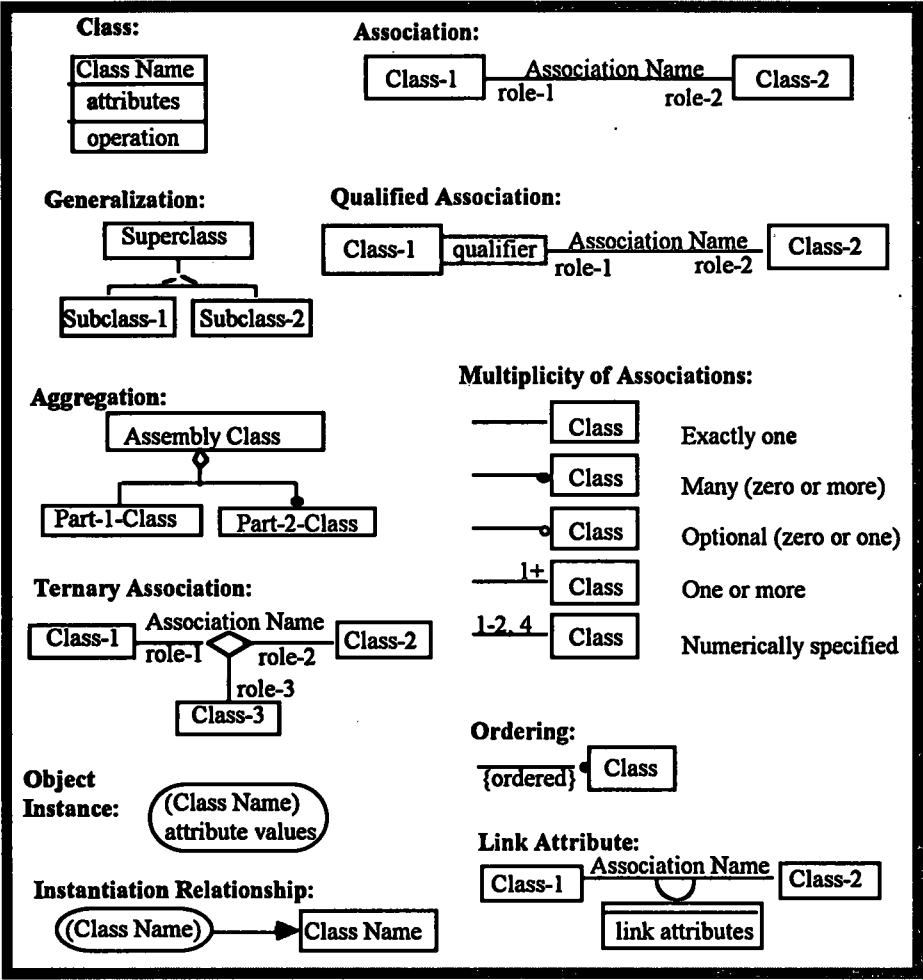 Class:
Class Name
attributes
operation
Association:
Class-1
Association Name
role-1
role-2
Class-2
Generalization:
Superclass
Subclass-1
Subclass-2
Qualified Association:
Class-1
qualifier
Association Name
role-1
role-2
Class-2
Aggregation:
Assembly Class
Part-1-Class
Part-2-Class
Multiplicity of Associations:
Class
Exactly one
Class
Many (zero or more)
Class
Optional (zero or one)
1+
Class
One or more
1-2, 4
Class
Numerically specified
Ternary Association:
Class-1
Association Name
role-1
role-2
Class-2
role-3
Class-3
Ordering:
{ordered}
Class
Object
Instance:
(Class Name)
attribute values
Link Attribute:
Class-1
Association Name
Class-2
link attributes
Instantiation Relationship:
(Class Name)
Class Name